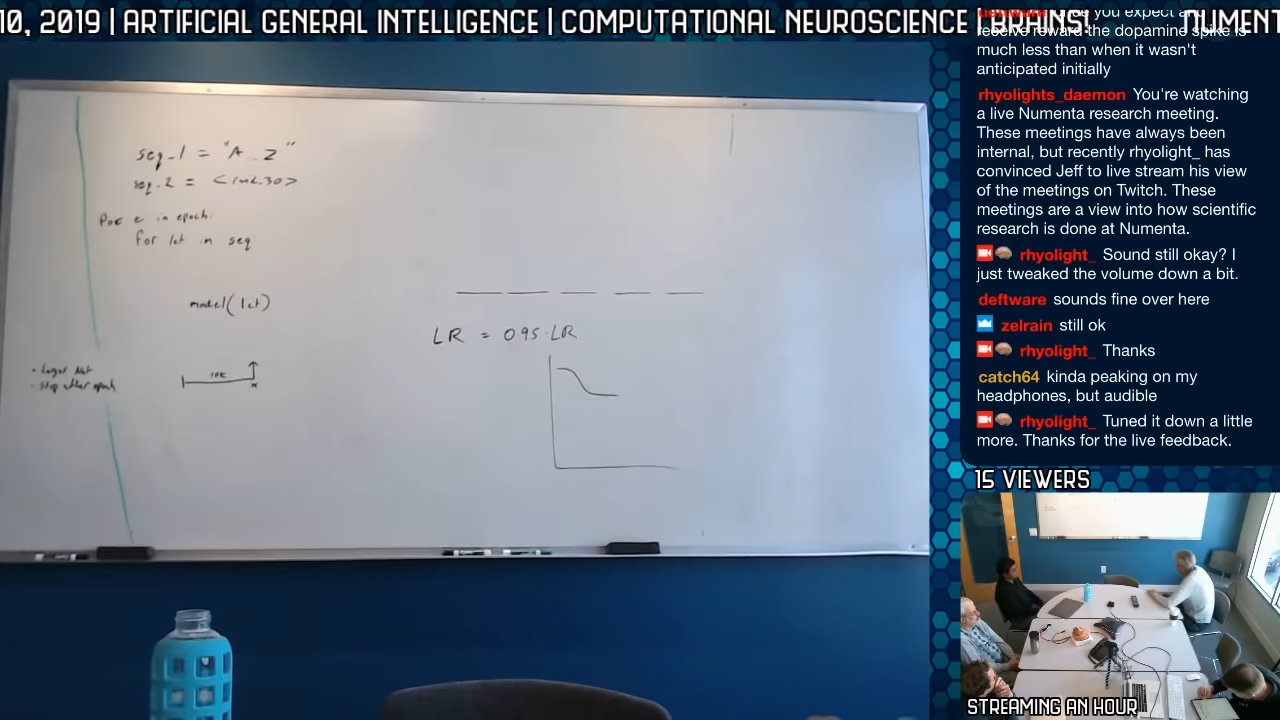 10, 2019 | ARTIFICIAL GENERAL INTELLIGENCE | COMPUTATIONAL NEUROSCIENCE | BRAINS!
NUMENT
you expect and
receive reward the dopamine spike is
much less than when it wasn't
anticipated initially
rhyolights_daemon You're watching
a live Numenta research meeting.
These meetings have always been
internal, but recently rhyolight_ has
convinced Jeff to live stream his view
of the meetings on Twitch. These
meetings are a view into how scientific
research is done at Numenta.
rhyolight_ Sound still okay? I
just tweaked the volume down a bit.
deftware sounds fine over here
zelrain still ok
rhyolight_ Thanks
catch64 kinda peaking on my
headphones, but audible
rhyolight_ Tuned it down a little
more. Thanks for the live feedback.
15 VIEWERS
STREAMING AN HOUR
seq_1 = "A_Z"
seq_2 =
For e in epoch:
for let in seq
model(let)
- stop after epoch
10k
x
LR = 0.95·LR